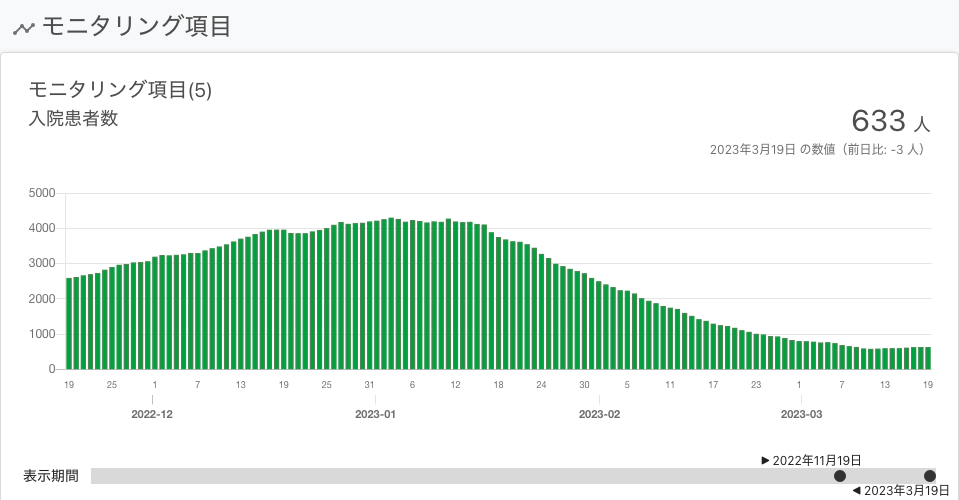 モニタリング項目
モニタリング項目(5)
入院患者数
633 人
2023年3月19日 の数値（前日比: -3 人）
5000
4000
3000
2000
1000
0
19 25 1 7 13 19 25 31 6 12 18 24 30 5 11 17 23 1 7 13 19
2022-12 2023-01 2023-02 2023-03
2022年11月19日
表示期間
2023年3月19日